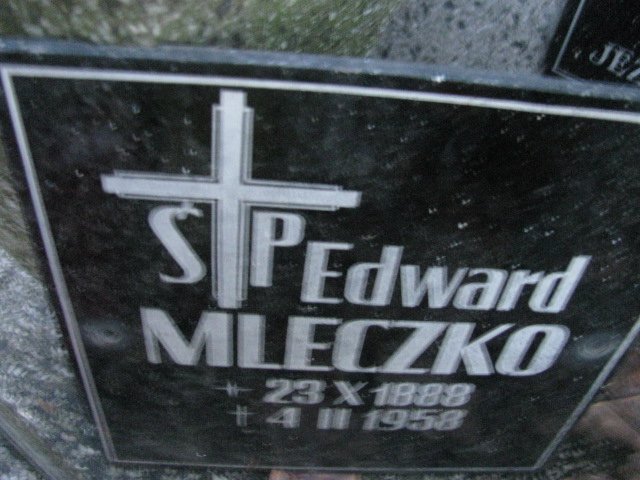 ŚP Edward
MLECZKO
23 X 1888
4 II 1958